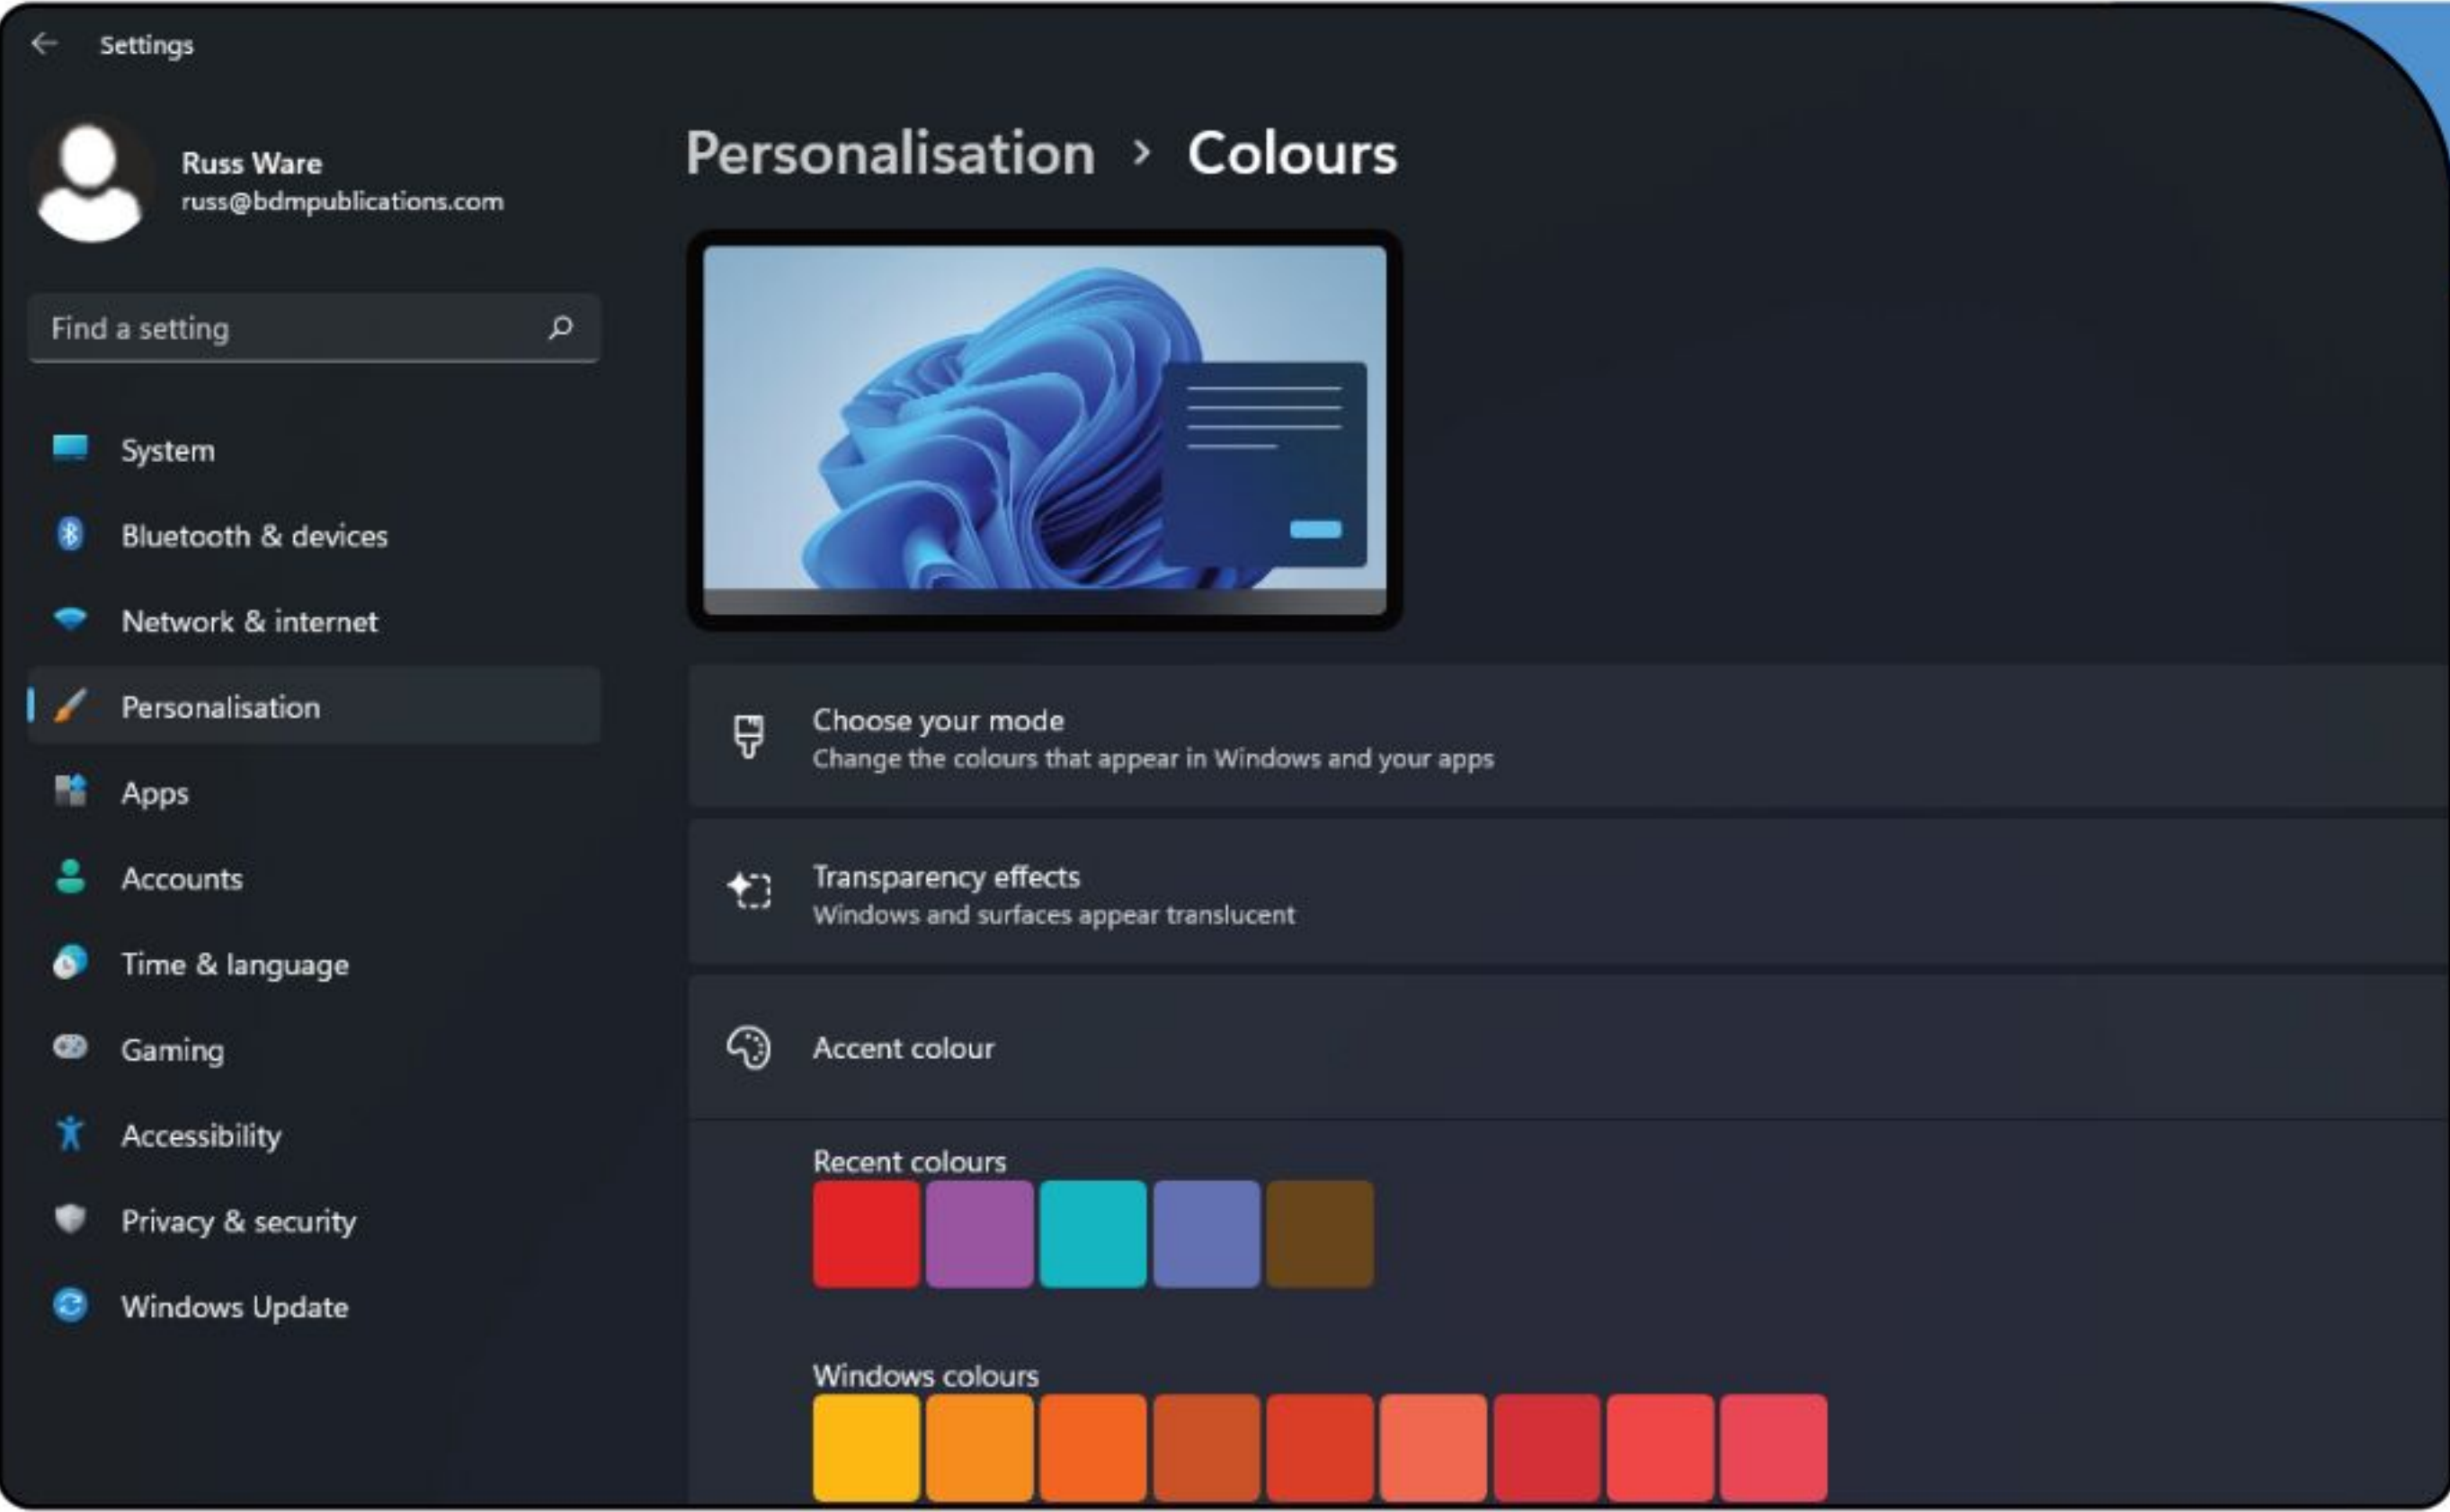 Settings
Russ Ware
russ@bdmpublications.com
Find a setting
System
Bluetooth & devices
Network & internet
Personalisation
Apps
Accounts
Time & language
Gaming
Accessibility
Privacy & security
Windows Update
Personalisation > Colours
Choose your mode
Change the colours that appear in Windows and your apps
Transparency effects
Windows and surfaces appear translucent
Accent colour
Recent colours
Windows colours